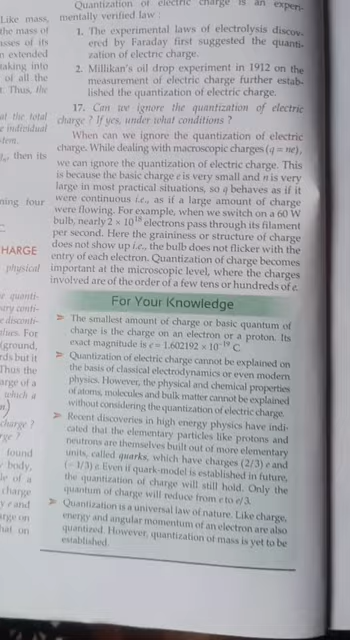 Quantization of electric charge is an experi-
mentally verified law :
1. The experimental laws of electrolysis discov-
ered by Faraday first suggested the quanti-
zation of electric charge.
2. Millikan's oil drop experiment in 1912 on the
measurement of electric charge further estab-
lished the quantization of electric charge.
17. Can we ignore the quantization of electric
charge ? If yes, under what conditions ?
When can we ignore the quantization of electric
charge. While dealing with macroscopic charges (q = ne),
we can ignore the quantization of electric charge. This
is because the basic charge e is very small and n is very
large in most practical situations, so q behaves as if it
were continuous i.e., as if a large amount of charge
were flowing. For example, when we switch on a 60 W
bulb, nearly 2 × 10¹⁸ electrons pass through its filament
per second. Here the graininess or structure of charge
does not show up i.e., the bulb does not flicker with the
entry of each electron. Quantization of charge becomes
important at the microscopic level, where the charges
involved are of the order of a few tens or hundreds of e.
For Your Knowledge
➢ The smallest amount of charge or basic quantum of
charge is the charge on an electron or a proton. Its
exact magnitude is e = 1.602192 × 10⁻¹⁹ C.
➢ Quantization of electric charge cannot be explained on
the basis of classical electrodynamics or even modern
physics. However, the physical and chemical properties
of atoms, molecules and bulk matter cannot be explained
without considering the quantization of electric charge.
➢ Recent discoveries in high energy physics have indi-
cated that the elementary particles like protons and
neutrons are themselves built out of more elementary
units, called quarks, which have charges (2/3) e and
(– 1/3) e. Even if quark-model is established in future,
the quantization of charge will still hold. Only the
quantum of charge will reduce from e to e/3.
➢ Quantization is a universal law of nature. Like charge,
energy and angular momentum of an electron are also
quantized. However, quantization of mass is yet to be
established.
Like mass,
the mass of
masses of its
an extended
taking into
of all the
Thus, the
at the total
individual
then its
ning four
HARGE
physical
quanti-
conti-
disconti-
For
(ground,
but it
Thus the
charge of a
which a
charge ?
found
body,
of a
charge
e and
charge on
that on